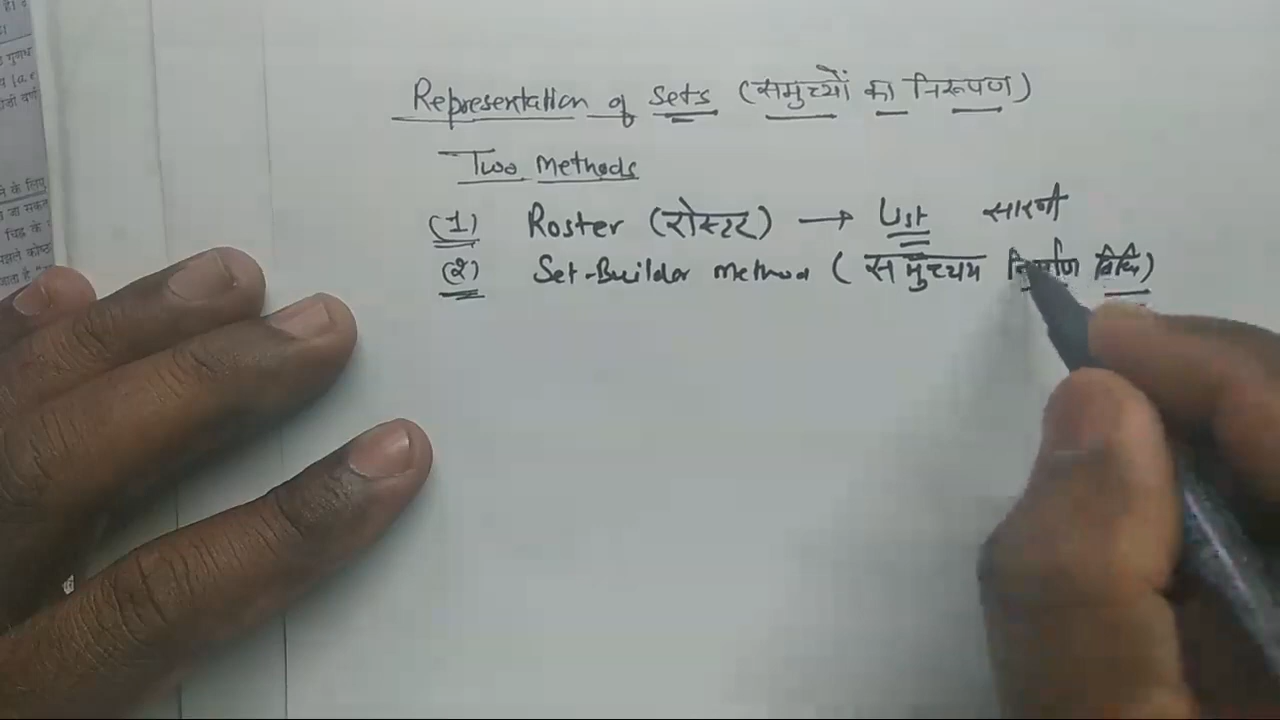 Representation of Sets (समुच्चयों का निरूपण)
Two Methods
(1) Roster (रोस्टर) → List सारणी
(2) Set-Builder Method (समुच्चय निर्माण विधि)